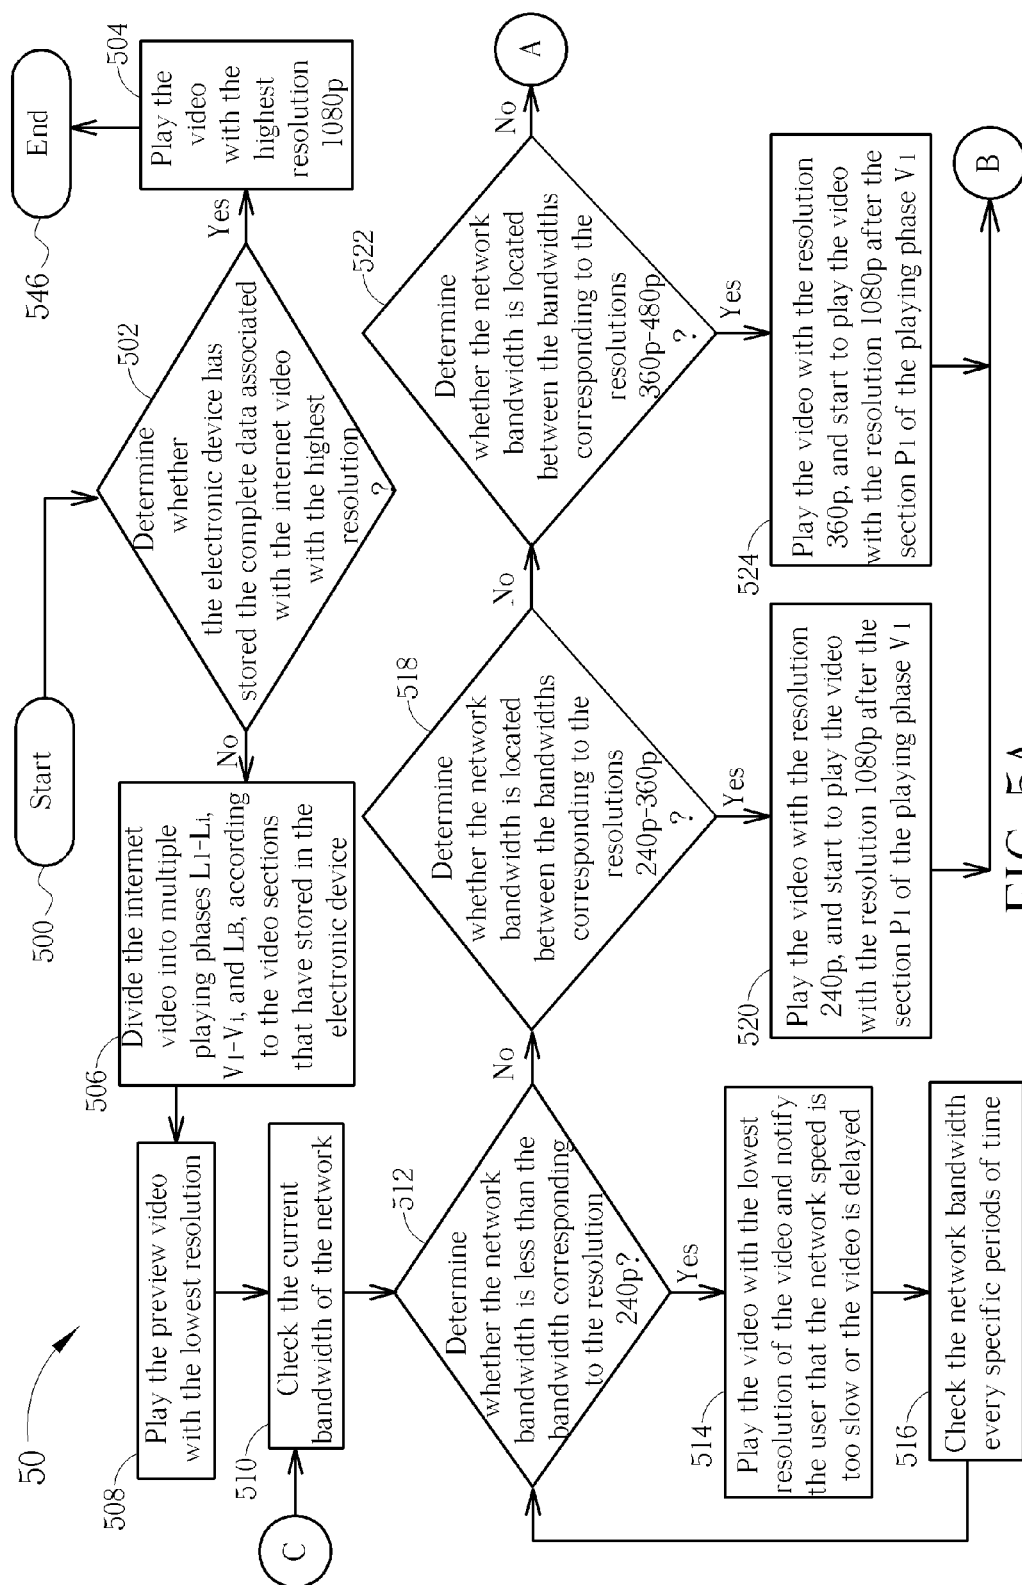 50
Start
500
End
546
Determine
whether
the electronic device has
stored the complete data associated
with the internet video
with the highest
resolution
?
502
Yes
Play the
video
with the
highest
resolution
1080p
504
No
Divide the internet
video into multiple
playing phases L1-Li,
V1-Vi, and LB, according
to the video sections
that have stored in the
electronic device
506
Play the preview video
with the lowest resolution
508
C
Check the current
bandwidth of the network
510
Determine
whether the network
bandwidth is less than the
bandwidth corresponding
to the resolution
240p?
512
No
Yes
Play the video with the lowest
resolution of the video and notify
the user that the network speed is
too slow or the video is delayed
514
Check the network bandwidth
every specific periods of time
516
Determine
whether the network
bandwidth is located
between the bandwidths
corresponding to the
resolutions
240p-360p
?
518
No
Yes
Play the video with the resolution
240p, and start to play the video
with the resolution 1080p after the
section P1 of the playing phase V1
520
Determine
whether the network
bandwidth is located
between the bandwidths
corresponding to the
resolutions
360p-480p
?
522
No
A
Yes
Play the video with the resolution
360p, and start to play the video
with the resolution 1080p after the
section P1 of the playing phase V1
524
B
FIG. 5A